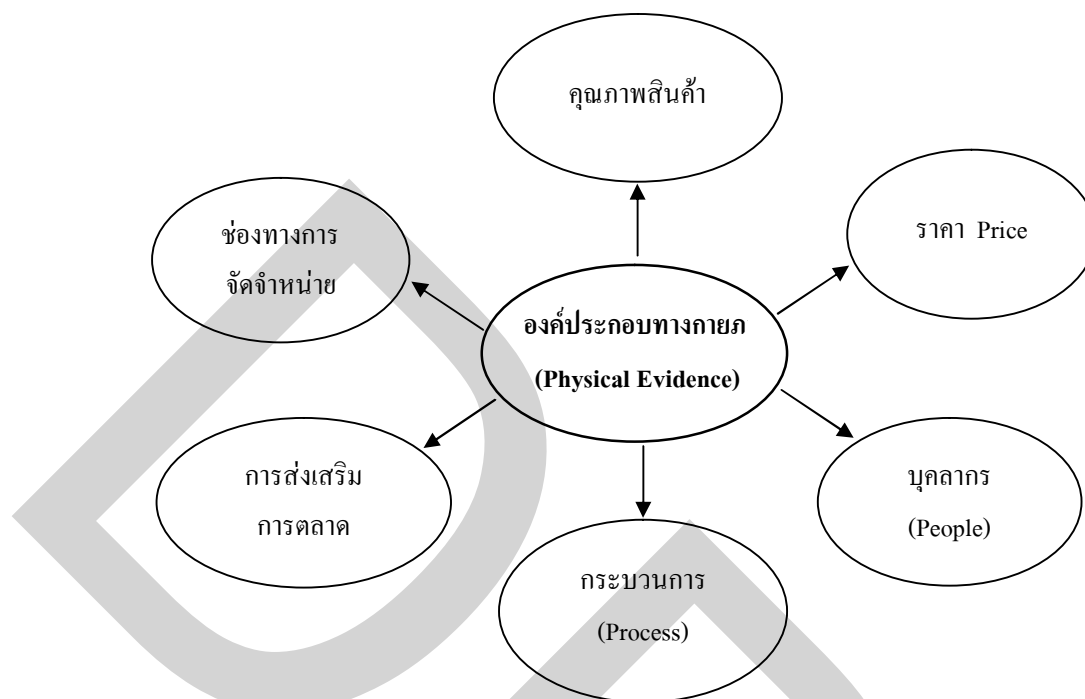 คุณภาพสินค้า
ราคา Price
ช่องทางการ
จัดจำหน่าย
องค์ประกอบทางกายภ
(Physical Evidence)
การส่งเสริม
การตลาด
บุคลากร
(People)
กระบวนการ
(Process)